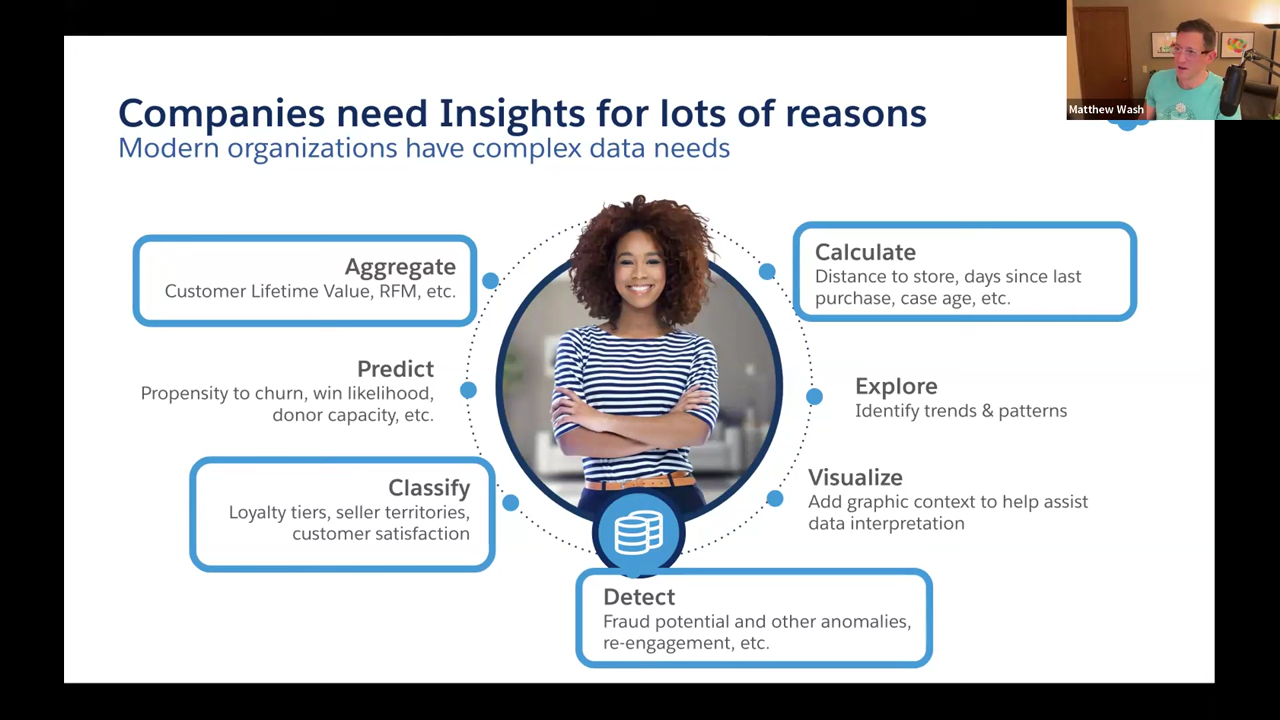 Matthew Wash
Companies need Insights for lots of reasons
Modern organizations have complex data needs
Aggregate
Customer Lifetime Value, RFM, etc.
Predict
Propensity to churn, win likelihood,
donor capacity, etc.
Classify
Loyalty tiers, seller territories,
customer satisfaction
Calculate
Distance to store, days since last
purchase, case age, etc.
Explore
Identify trends & patterns
Visualize
Add graphic context to help assist
data interpretation
Detect
Fraud potential and other anomalies,
re-engagement, etc.